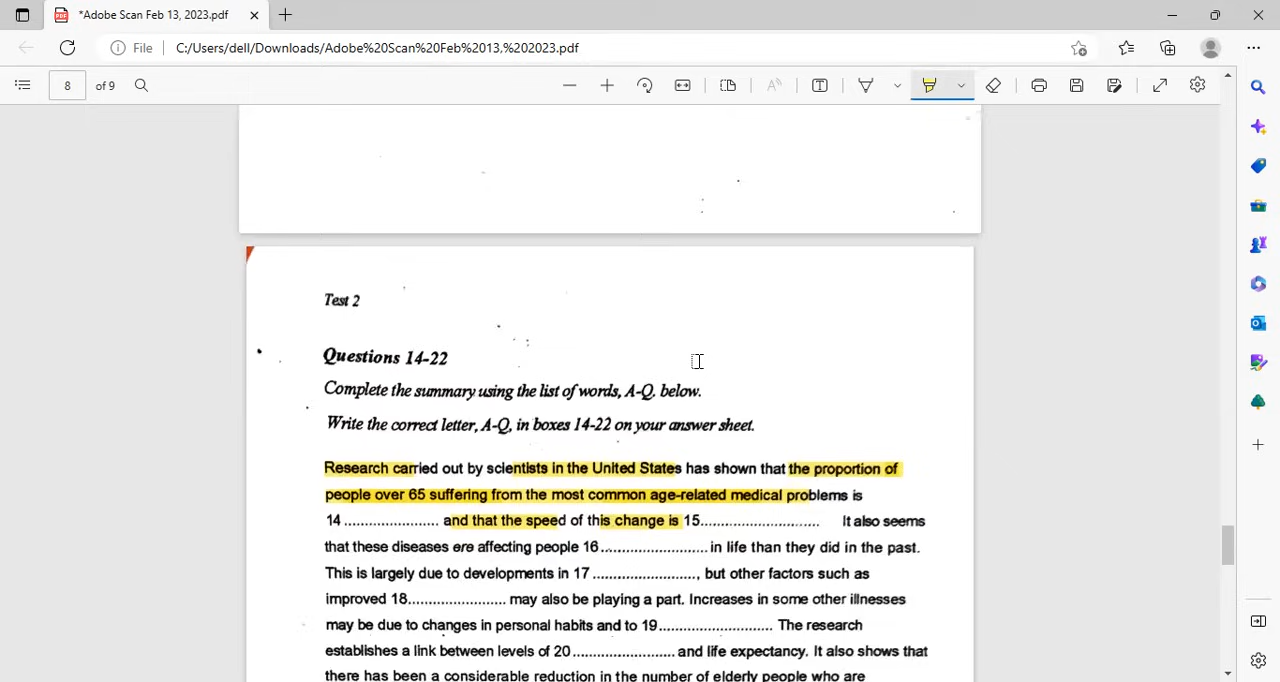 *Adobe Scan Feb 13, 2023.pdf
File
C:/Users/dell/Downloads/Adobe%20Scan%20Feb%2013,%202023.pdf
8 of 9
Test 2
Questions 14-22
Complete the summary using the list of words, A-Q. below.
Write the correct letter, A-Q, in boxes 14-22 on your answer sheet.
Research carried out by scientists in the United States has shown that the proportion of
people over 65 suffering from the most common age-related medical problems is
14 ........................ and that the speed of this change is 15.............................. It also seems
that these diseases ere affecting people 16........................... in life than they did in the past.
This is largely due to developments in 17 .........................., but other factors such as
improved 18......................... may also be playing a part. Increases in some other illnesses
may be due to changes in personal habits and to 19............................. The research
establishes a link between levels of 20.......................... and life expectancy. It also shows that
there has been a considerable reduction in the number of elderly people who are